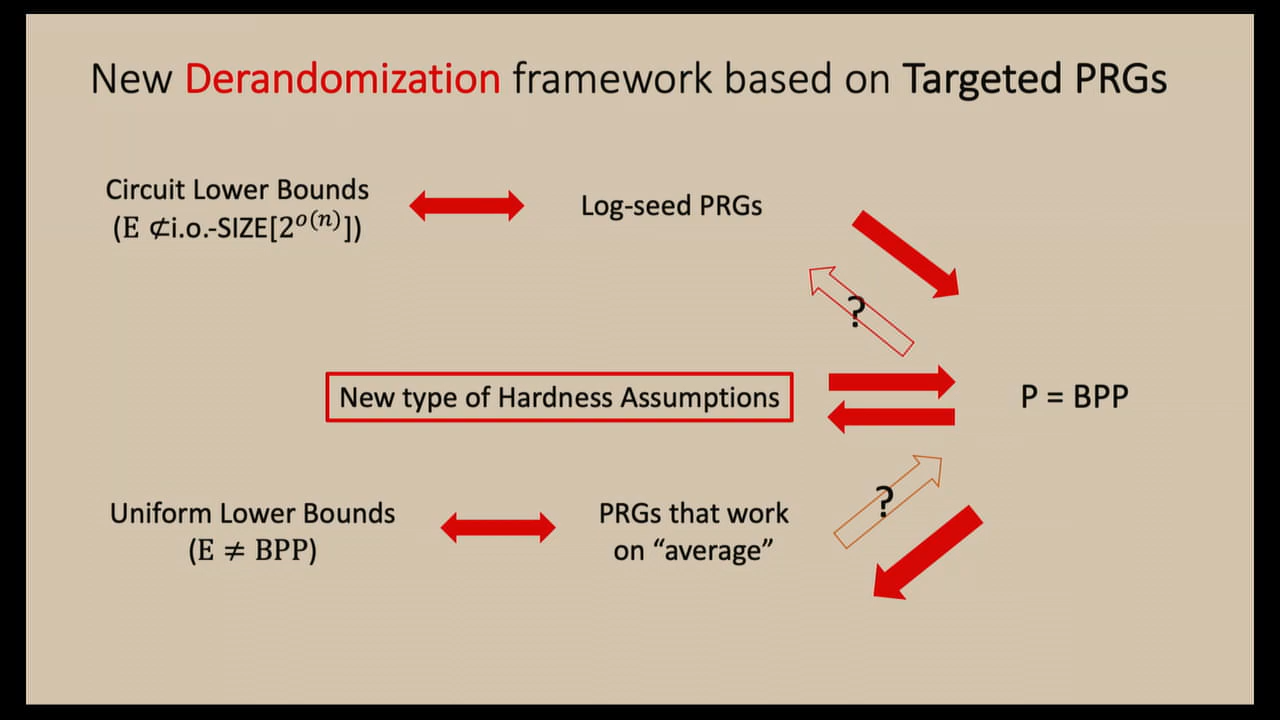 New Derandomization framework based on Targeted PRGs
Circuit Lower Bounds
(E ⊄i.o.-SIZE[2^{o(n)}])
Log-seed PRGs
?
New type of Hardness Assumptions
P = BPP
?
Uniform Lower Bounds
(E ≠ BPP)
PRGs that work
on “average”